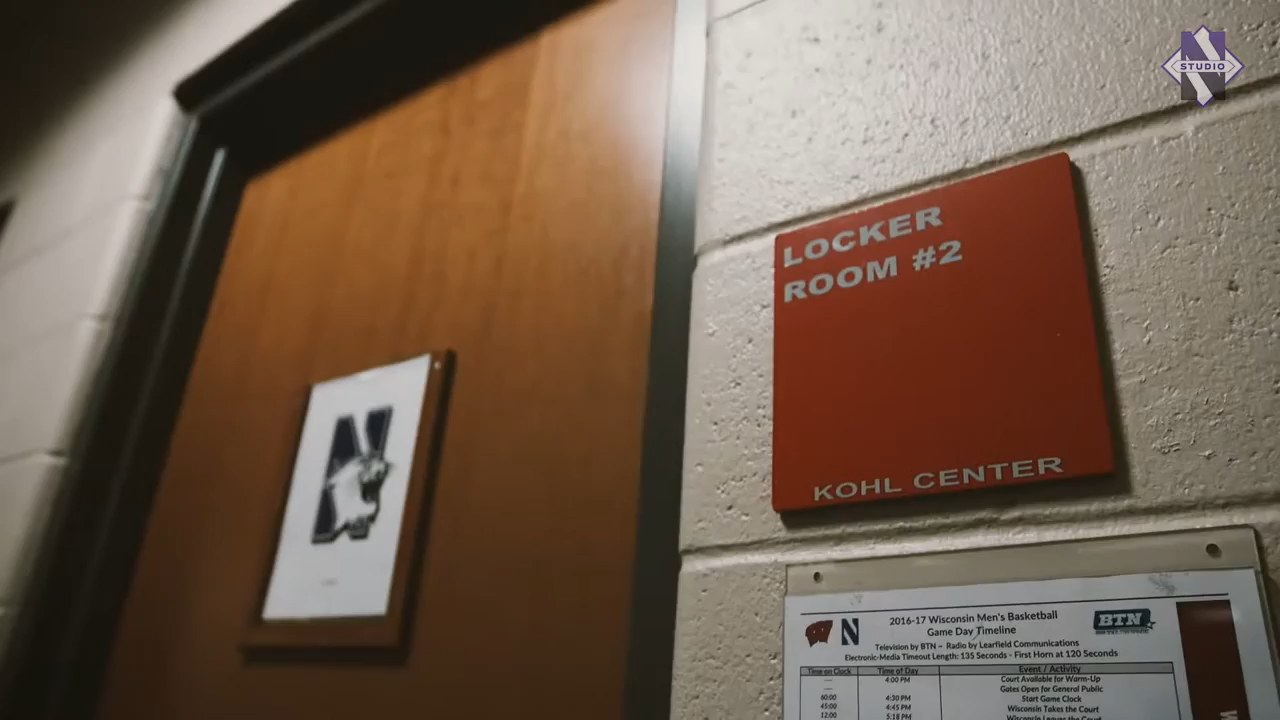 STUDIO
LOCKER
ROOM #2
KOHL CENTER
2016-17 Wisconsin Men's Basketball
Game Day Timeline
BTN
Television by BTN ~ Radio by Learfield Communications
Electronic-Media Timeout Length: 135 Seconds - First Horn at 120 Seconds
Time on Clock Time of Day Event / Activity
— 4:00 PM Court Available for Warm-Up
— Gates Open for General Public
60:00 4:30 PM Start Game Clock
45:00 4:45 PM Wisconsin Takes the Court
12:00 5:18 PM Wisconsin Leaves the Court
N
W
N